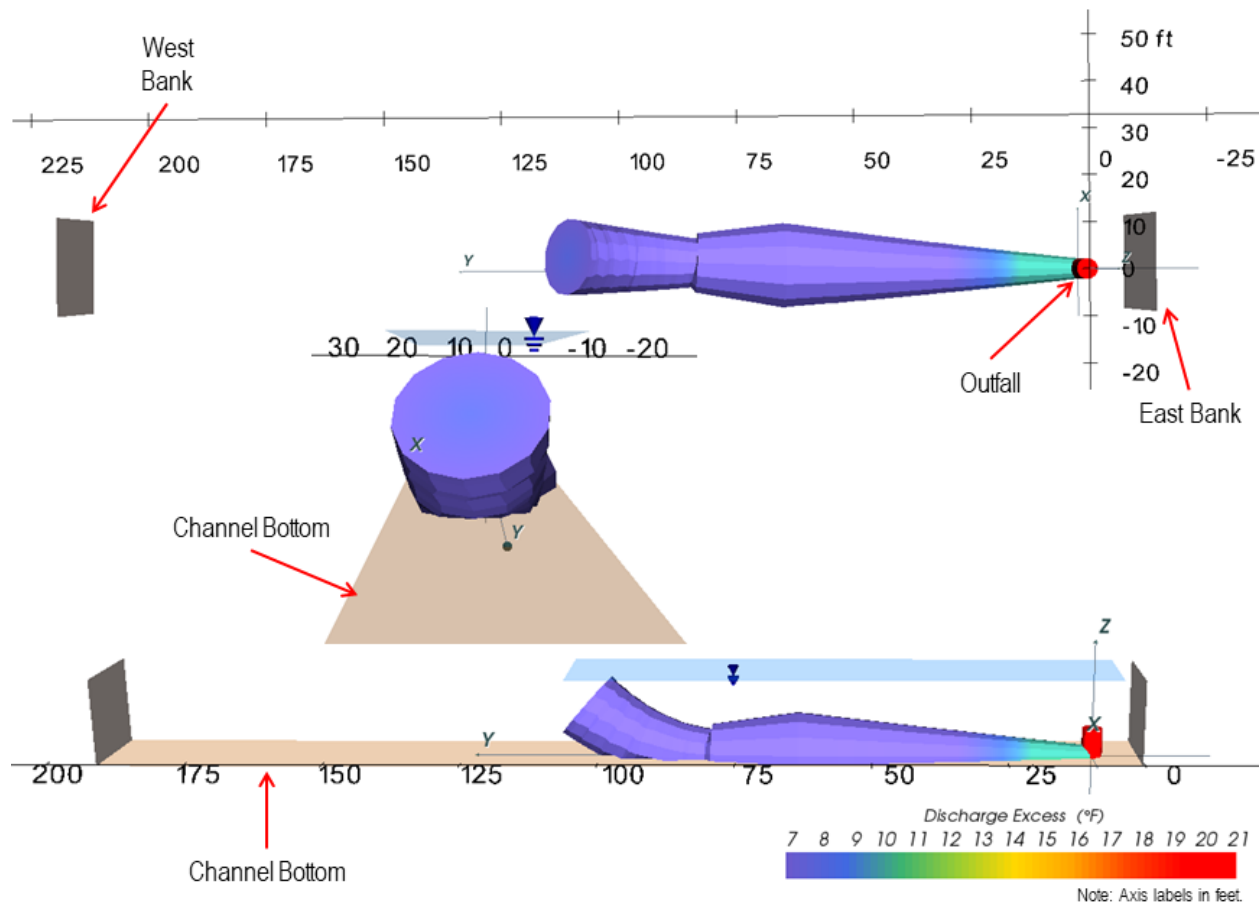 West
Bank
50 ft
40
30
20
10
0
-10
-20
225 200 175 150 125 100 75 50 25 0 -25
X
Y
Z
Outfall
East Bank
30 20 10 0 -10 -20
X
Y
Channel Bottom
Z
X
Y
200 175 150 125 100 75 50 25 0
Channel Bottom
Discharge Excess (°F)
7 8 9 10 11 12 13 14 15 16 17 18 19 20 21
Note: Axis labels in feet.